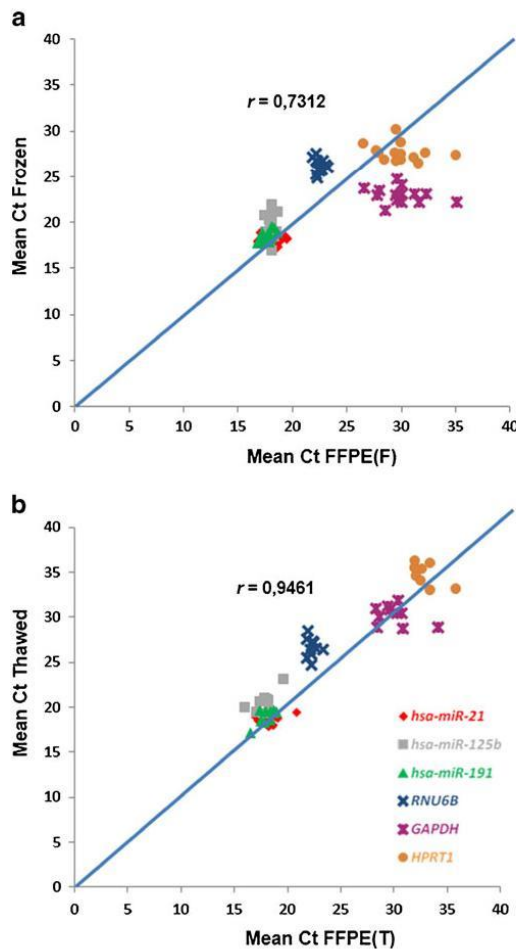 a
40
35
30
25
20
15
10
5
0
Mean Ct Frozen
r = 0,7312
0 5 10 15 20 25 30 35 40
Mean Ct FFPE(F)
b
40
35
30
25
20
15
10
5
0
Mean Ct Thawed
r = 0,9461
hsa-miR-21
hsa-miR-125b
hsa-miR-191
RNU6B
GAPDH
HPRT1
0 5 10 15 20 25 30 35 40
Mean Ct FFPE(T)